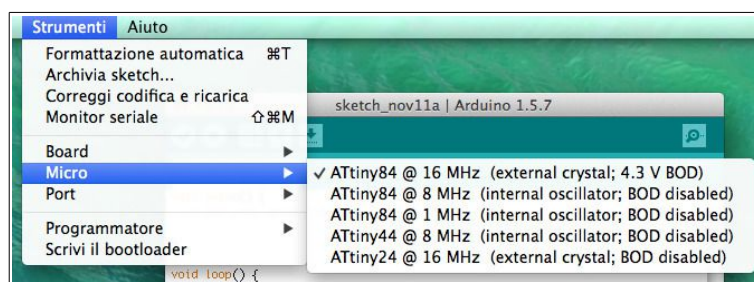 Strumenti Aiuto
Formattazione automatica ⌘T
Archivia sketch...
Correggi codifica e ricarica
Monitor seriale ⇧⌘M
sketch_nov11a | Arduino 1.5.7
Board ▶
Micro ▶
Port ▶
Programmatore ▶
Scrivi il bootloader
✓ ATtiny84 @ 16 MHz (external crystal; 4.3 V BOD)
ATtiny84 @ 8 MHz (internal oscillator; BOD disabled)
ATtiny84 @ 1 MHz (internal oscillator; BOD disabled)
ATtiny44 @ 8 MHz (internal oscillator; BOD disabled)
ATtiny24 @ 16 MHz (external crystal; BOD disabled)
void loop() {